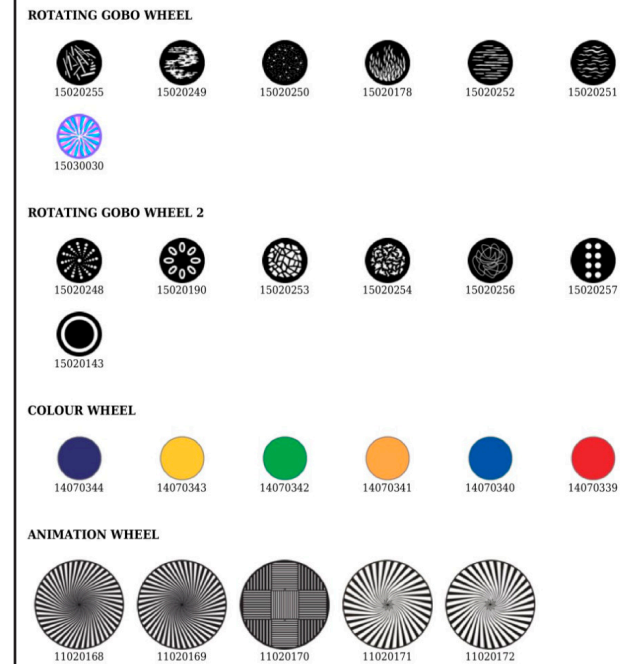 ROTATING GOBO WHEEL
15020255 15020249 15020250 15020178 15020252 15020251
15030030
ROTATING GOBO WHEEL 2
15020248 15020190 15020253 15020254 15020256 15020257
15020143
COLOUR WHEEL
14070344 14070343 14070342 14070341 14070340 14070339
ANIMATION WHEEL
11020168 11020169 11020170 11020171 11020172